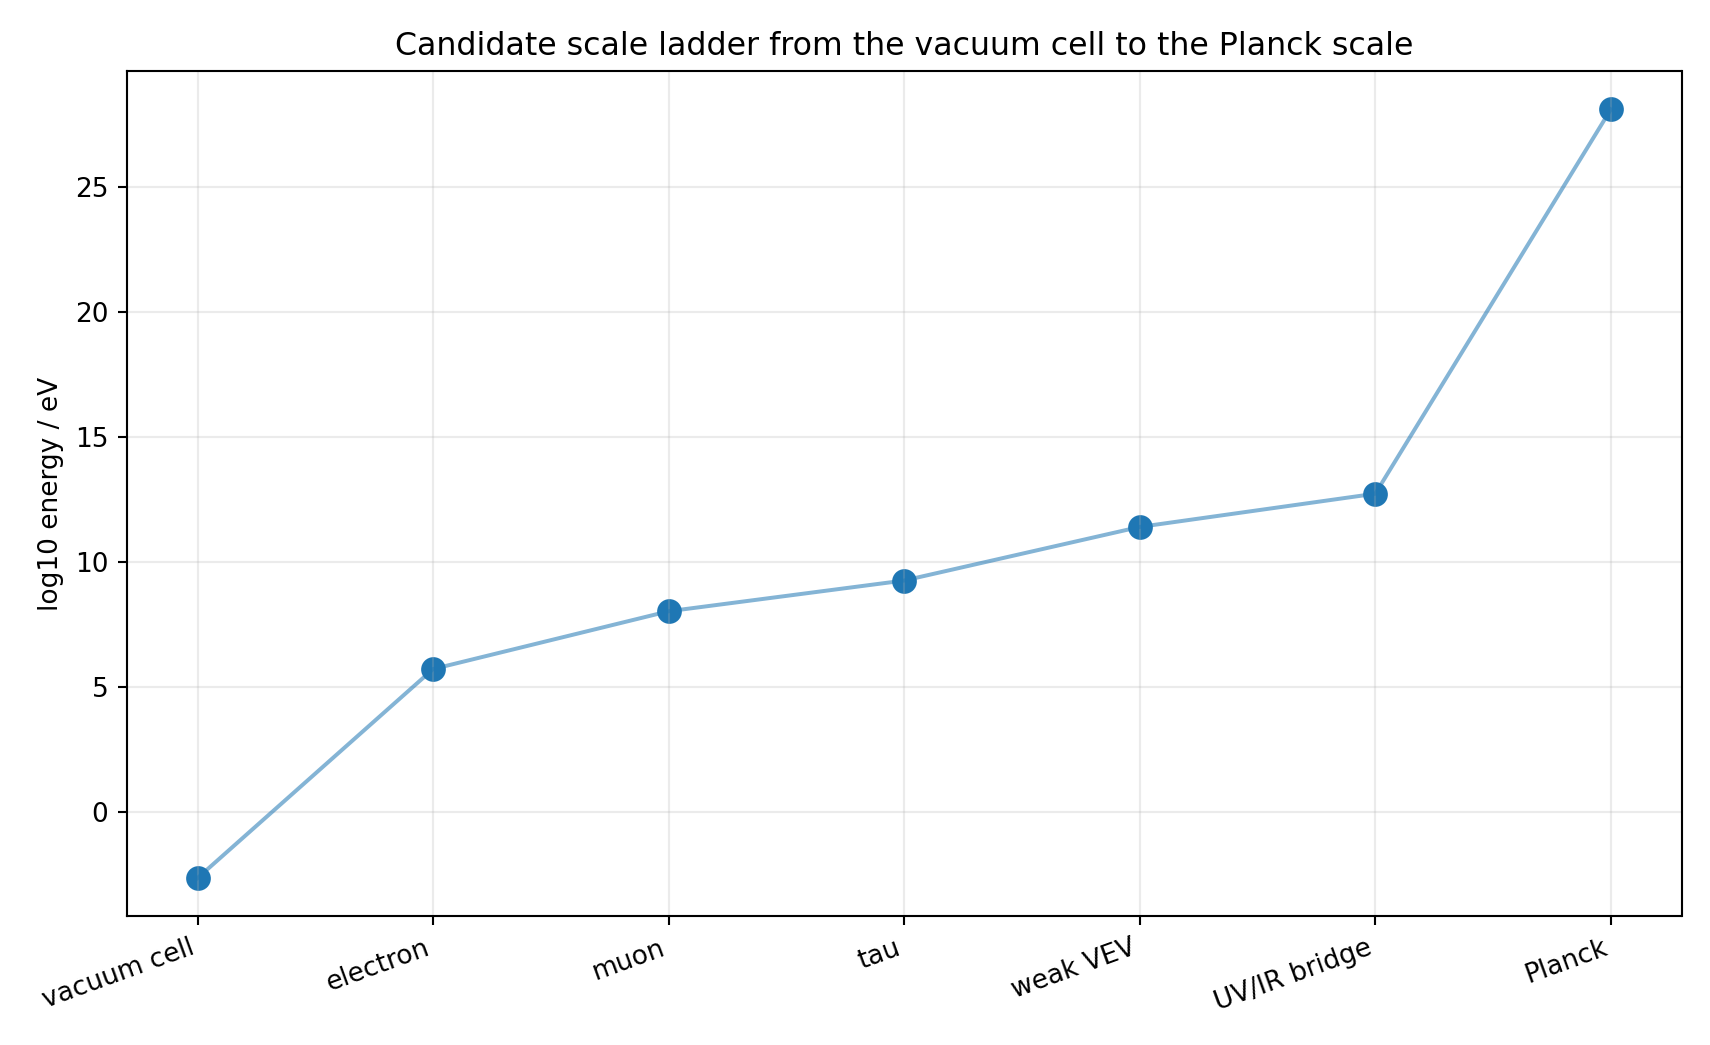 Candidate scale ladder from the vacuum cell to the Planck scale
log10 energy / eV
25
20
15
10
5
0
vacuum cell
electron
muon
tau
weak VEV
UV/IR bridge
Planck